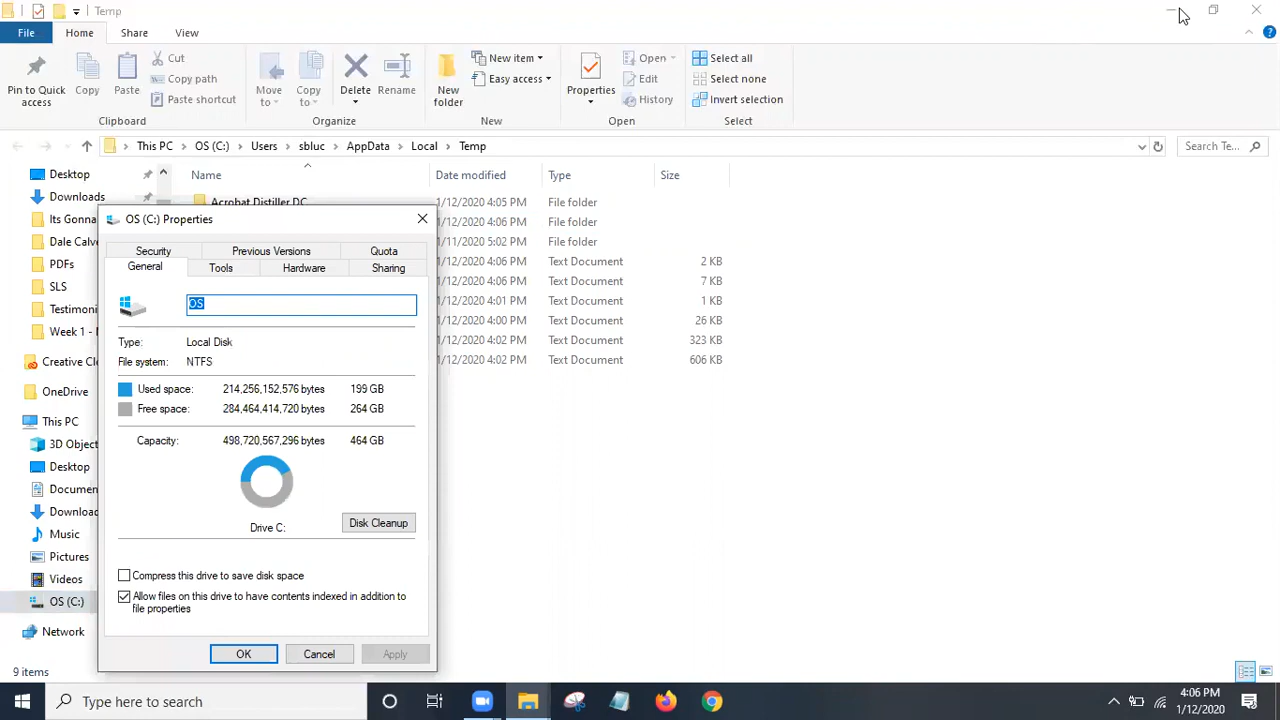 Temp
File Home Share View
Pin to Quick access
Copy
Paste
Cut
Copy path
Paste shortcut
Clipboard
Move to
Copy to
Delete
Rename
Organize
New folder
New item
Easy access
New
Properties
Open
Edit
History
Open
Select all
Select none
Invert selection
Select
This PC > OS (C:) > Users > sbluc > AppData > Local > Temp
Search Te...
Desktop
Downloads
Its Gonna
Dale Calve
PDFs
SLS
Testimoni
Week 1 -
Creative Cl
OneDrive
This PC
3D Object
Desktop
Documen
Downloa
Music
Pictures
Videos
OS (C:)
Network
9 items
Name Date modified Type Size
Acrobat Distiller DC 1/12/2020 4:05 PM File folder
1/12/2020 4:06 PM File folder
1/11/2020 5:02 PM File folder
1/12/2020 4:06 PM Text Document 2 KB
1/12/2020 4:06 PM Text Document 7 KB
1/12/2020 4:01 PM Text Document 1 KB
1/12/2020 4:00 PM Text Document 26 KB
1/12/2020 4:02 PM Text Document 323 KB
1/12/2020 4:02 PM Text Document 606 KB
OS (C:) Properties
Security Previous Versions Quota
General Tools Hardware Sharing
OS
Type: Local Disk
File system: NTFS
Used space: 214,256,152,576 bytes 199 GB
Free space: 284,464,414,720 bytes 264 GB
Capacity: 498,720,567,296 bytes 464 GB
Drive C:
Disk Cleanup
Compress this drive to save disk space
Allow files on this drive to have contents indexed in addition to
file properties
OK Cancel Apply
Type here to search
4:06 PM
1/12/2020